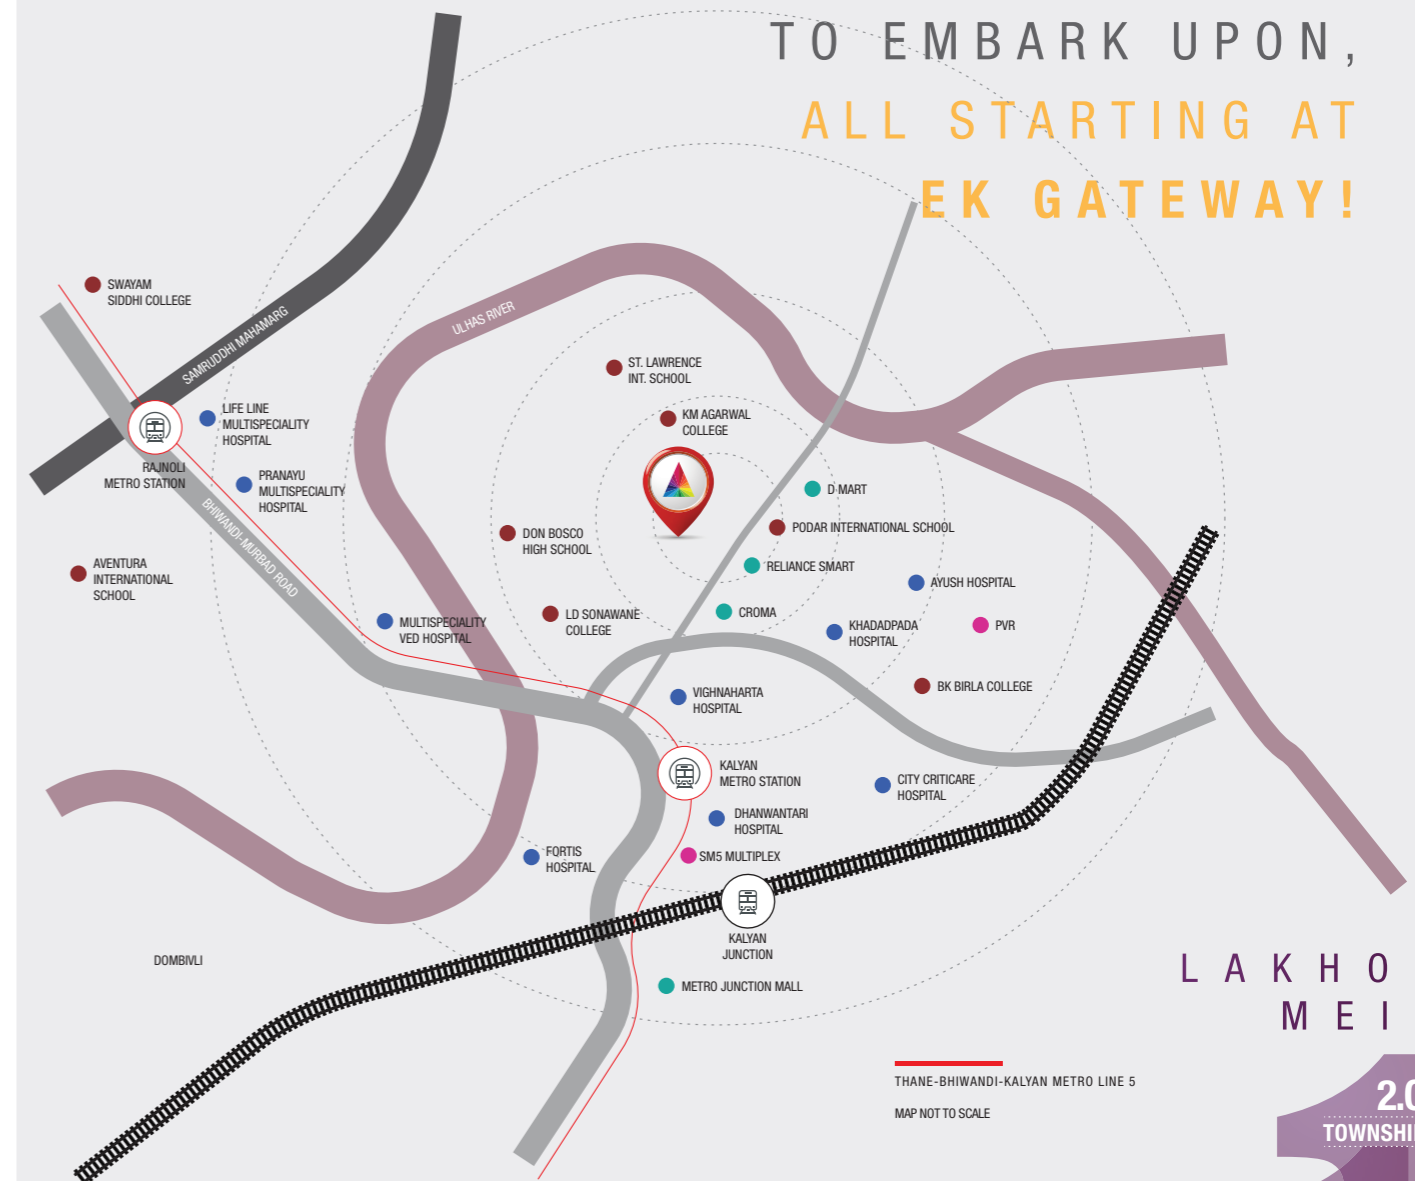 TO EMBARK UPON,
ALL STARTING AT
EK GATEWAY!
SWAYAM
SIDDHI COLLEGE
SAMRUDDHI MAHAMARG
ULHAS RIVER
ST. LAWRENCE
INT. SCHOOL
LIFE LINE
MULTISPECIALITY
HOSPITAL
KM AGARWAL
COLLEGE
RAJNOLI
METRO STATION
PRANAYU
MULTISPECIALITY
HOSPITAL
D MART
BHIWANDI-MURBAD ROAD
DON BOSCO
HIGH SCHOOL
PODAR INTERNATIONAL SCHOOL
AVENTURA
INTERNATIONAL
SCHOOL
RELIANCE SMART
AYUSH HOSPITAL
MULTISPECIALITY
VED HOSPITAL
LD SONAWANE
COLLEGE
CROMA
KHADADPADA
HOSPITAL
PVR
BK BIRLA COLLEGE
VIGHNAHARTA
HOSPITAL
KALYAN
METRO STATION
CITY CRITICARE
HOSPITAL
DHANWANTARI
HOSPITAL
FORTIS
HOSPITAL
SM5 MULTIPLEX
KALYAN
JUNCTION
DOMBIVLI
METRO JUNCTION MALL
LAKHO
MEI
THANE-BHIWANDI-KALYAN METRO LINE 5
MAP NOT TO SCALE